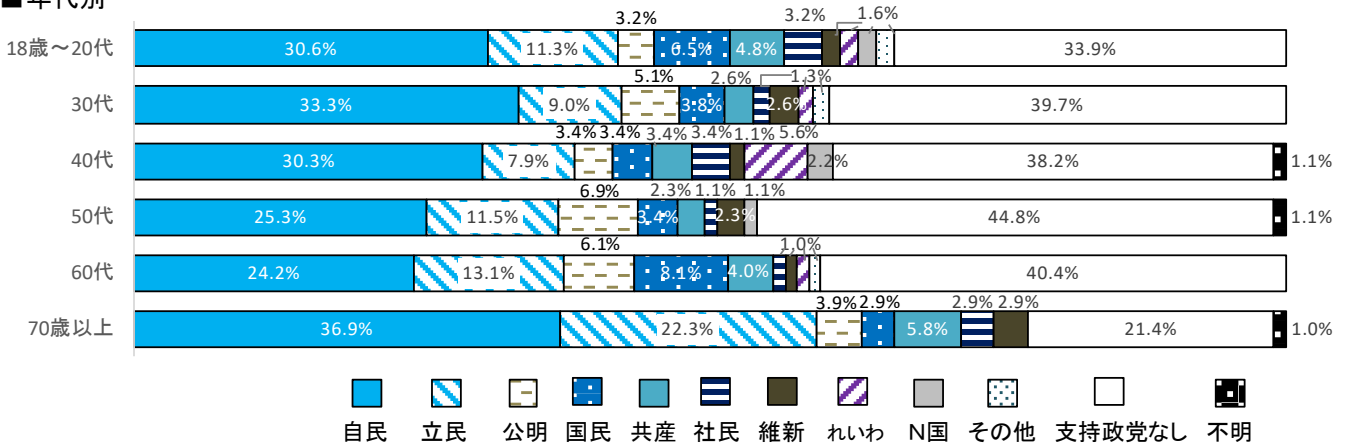 ■年代別
3.2% 3.2% 1.6%
18歳～20代 30.6% 11.3% 6.5% 4.8% 33.9%
5.1% 2.6% 1.3%
30代 33.3% 9.0% 3.8% 2.6% 39.7%
3.4% 3.4% 3.4% 3.4% 1.1% 5.6%
40代 30.3% 7.9% 2.2% 38.2% 1.1%
6.9% 2.3% 1.1% 1.1%
50代 25.3% 11.5% 3.4% 2.3% 44.8% 1.1%
6.1% 1.0%
60代 24.2% 13.1% 8.1% 4.0% 40.4%
3.9% 2.9% 2.9% 2.9%
70歳以上 36.9% 22.3% 5.8% 21.4% 1.0%
自民 立民 公明 国民 共産 社民 維新 れいわ N国 その他 支持政党なし 不明